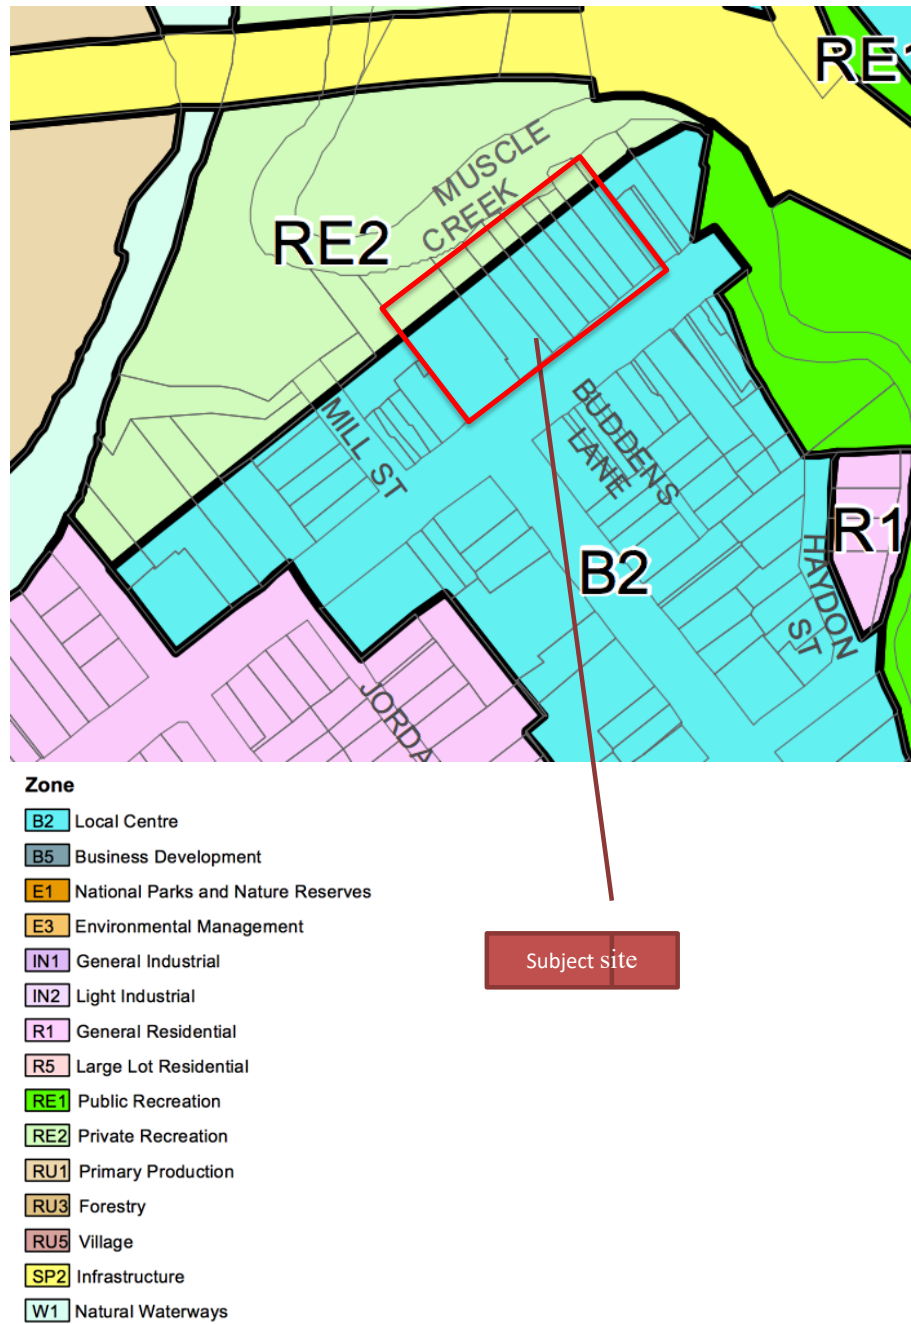 RE1
MUSCLE
CREEK
RE2
MILL ST
BUDDENS
LANE
R1
B2
HAYDON
ST
JORDA
Zone
B2 Local Centre
B5 Business Development
E1 National Parks and Nature Reserves
E3 Environmental Management
IN1 General Industrial
IN2 Light Industrial
R1 General Residential
R5 Large Lot Residential
RE1 Public Recreation
RE2 Private Recreation
RU1 Primary Production
RU3 Forestry
RU5 Village
SP2 Infrastructure
W1 Natural Waterways
Subject site